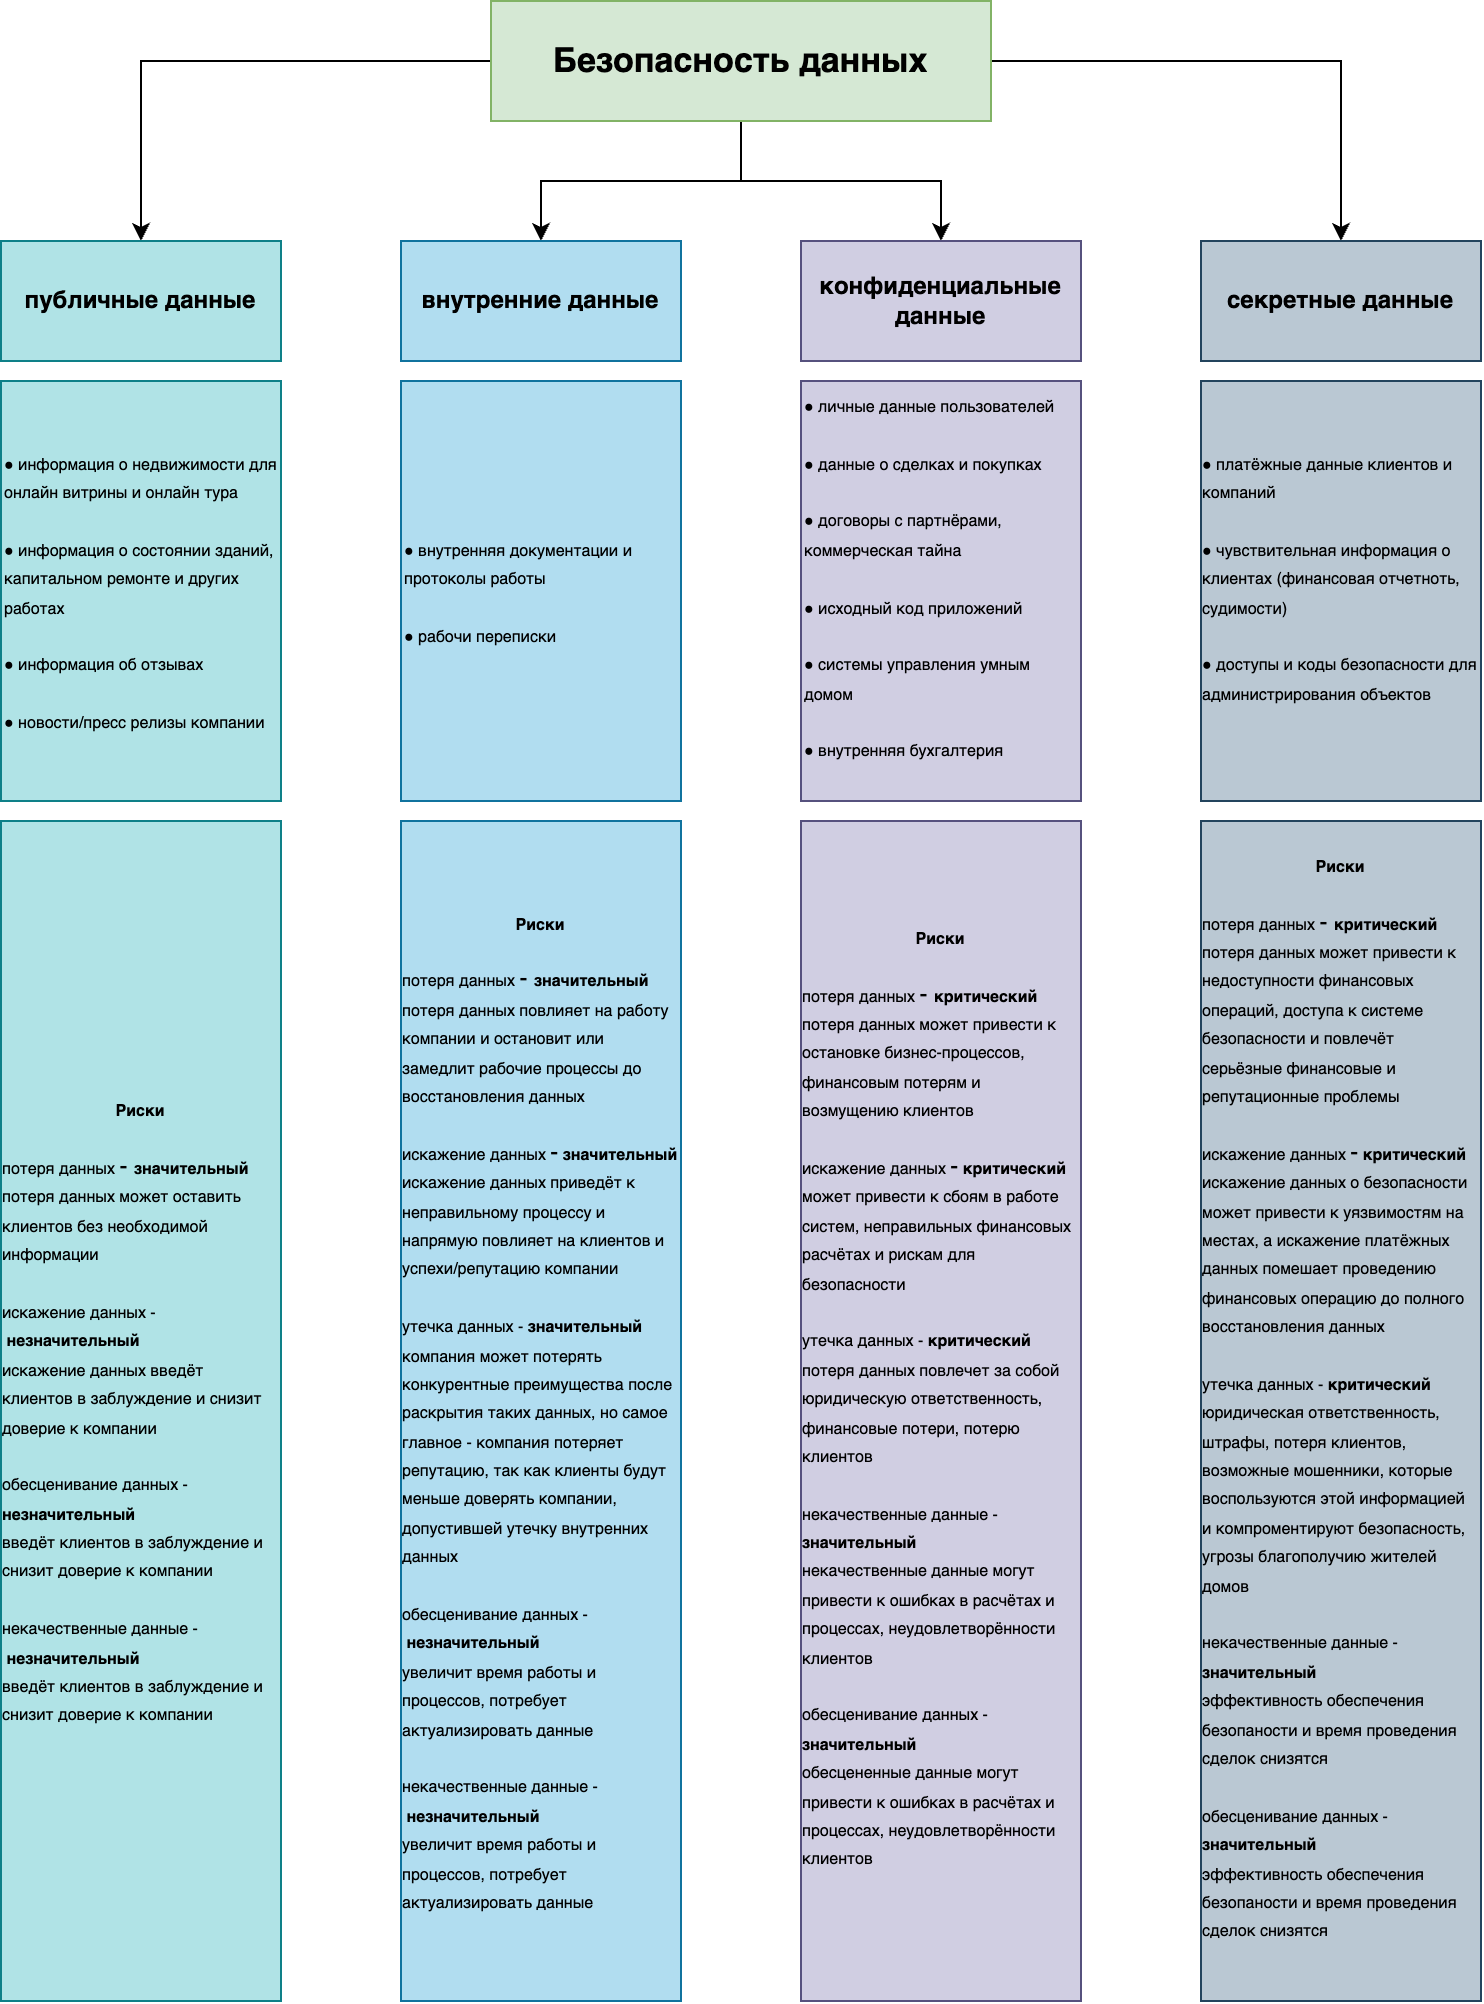 Безопасность данных
публичные данные
внутренние данные
конфиденциальные
данные
секретные данные
● информация о недвижимости для
онлайн витрины и онлайн тура
● информация о состоянии зданий,
капитальном ремонте и других
работах
● информация об отзывах
● новости/пресс релизы компании
● внутренняя документации и
протоколы работы
● рабочи переписки
● личные данные пользователей
● данные о сделках и покупках
● договоры с партнёрами,
коммерческая тайна
● исходный код приложений
● системы управления умным
домом
● внутренняя бухгалтерия
● платёжные данные клиентов и
компаний
● чувствительная информация о
клиентах (финансовая отчетноть,
судимости)
● доступы и коды безопасности для
администрирования объектов
Риски
потеря данных - значительный
потеря данных может оставить
клиентов без необходимой
информации
искажение данных -
незначительный
искажение данных введёт
клиентов в заблуждение и снизит
доверие к компании
обесценивание данных -
незначительный
введёт клиентов в заблуждение и
снизит доверие к компании
некачественные данные -
незначительный
введёт клиентов в заблуждение и
снизит доверие к компании
Риски
потеря данных - значительный
потеря данных повлияет на работу
компании и остановит или
замедлит рабочие процессы до
восстановления данных
искажение данных - значительный
искажение данных приведёт к
неправильному процессу и
напрямую повлияет на клиентов и
успехи/репутацию компании
утечка данных - значительный
компания может потерять
конкурентные преимущества после
раскрытия таких данных, но самое
главное - компания потеряет
репутацию, так как клиенты будут
меньше доверять компании,
допустившей утечку внутренних
данных
обесценивание данных -
незначительный
увеличит время работы и
процессов, потребует
актуализировать данные
некачественные данные -
незначительный
увеличит время работы и
процессов, потребует
актуализировать данные
Риски
потеря данных - критический
потеря данных может привести к
остановке бизнес-процессов,
финансовым потерям и
возмущению клиентов
искажение данных - критический
может привести к сбоям в работе
систем, неправильных финансовых
расчётах и рискам для
безопасности
утечка данных - критический
потеря данных повлечет за собой
юридическую ответственность,
финансовые потери, потерю
клиентов
некачественные данные -
значительный
некачественные данные могут
привести к ошибках в расчётах и
процессах, неудовлетворённости
клиентов
обесценивание данных -
значительный
обесцененные данные могут
привести к ошибках в расчётах и
процессах, неудовлетворённости
клиентов
Риски
потеря данных - критический
потеря данных может привести к
недоступности финансовых
операций, доступа к системе
безопасности и повлечёт
серьёзные финансовые и
репутационные проблемы
искажение данных - критический
искажение данных о безопасности
может привести к уязвимостям на
местах, а искажение платёжных
данных помешает проведению
финансовых операцию до полного
восстановления данных
утечка данных - критический
юридическая ответственность,
штрафы, потеря клиентов,
возможные мошенники, которые
воспользуются этой информацией
и компроментируют безопасность,
угрозы благополучию жителей
домов
некачественные данные -
значительный
эффективность обеспечения
безопаности и время проведения
сделок снизятся
обесценивание данных -
значительный
эффективность обеспечения
безопаности и время проведения
сделок снизятся